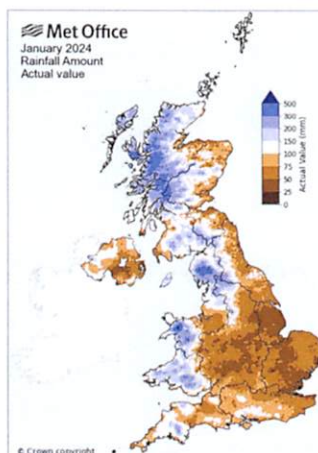 Met Office
January 2024
Rainfall Amount
Actual value
500
300
200
150
100
75
50
25
0
Actual Value (mm)
© Crown copyright